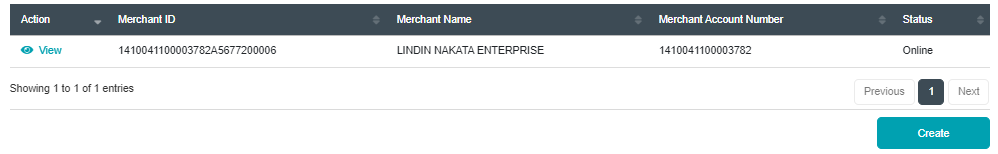 Action Merchant ID Merchant Name Merchant Account Number Status
View 1410041100003782A5677200006 LINDIN NAKATA ENTERPRISE 1410041100003782 Online
Showing 1 to 1 of 1 entries Previous 1 Next
Create